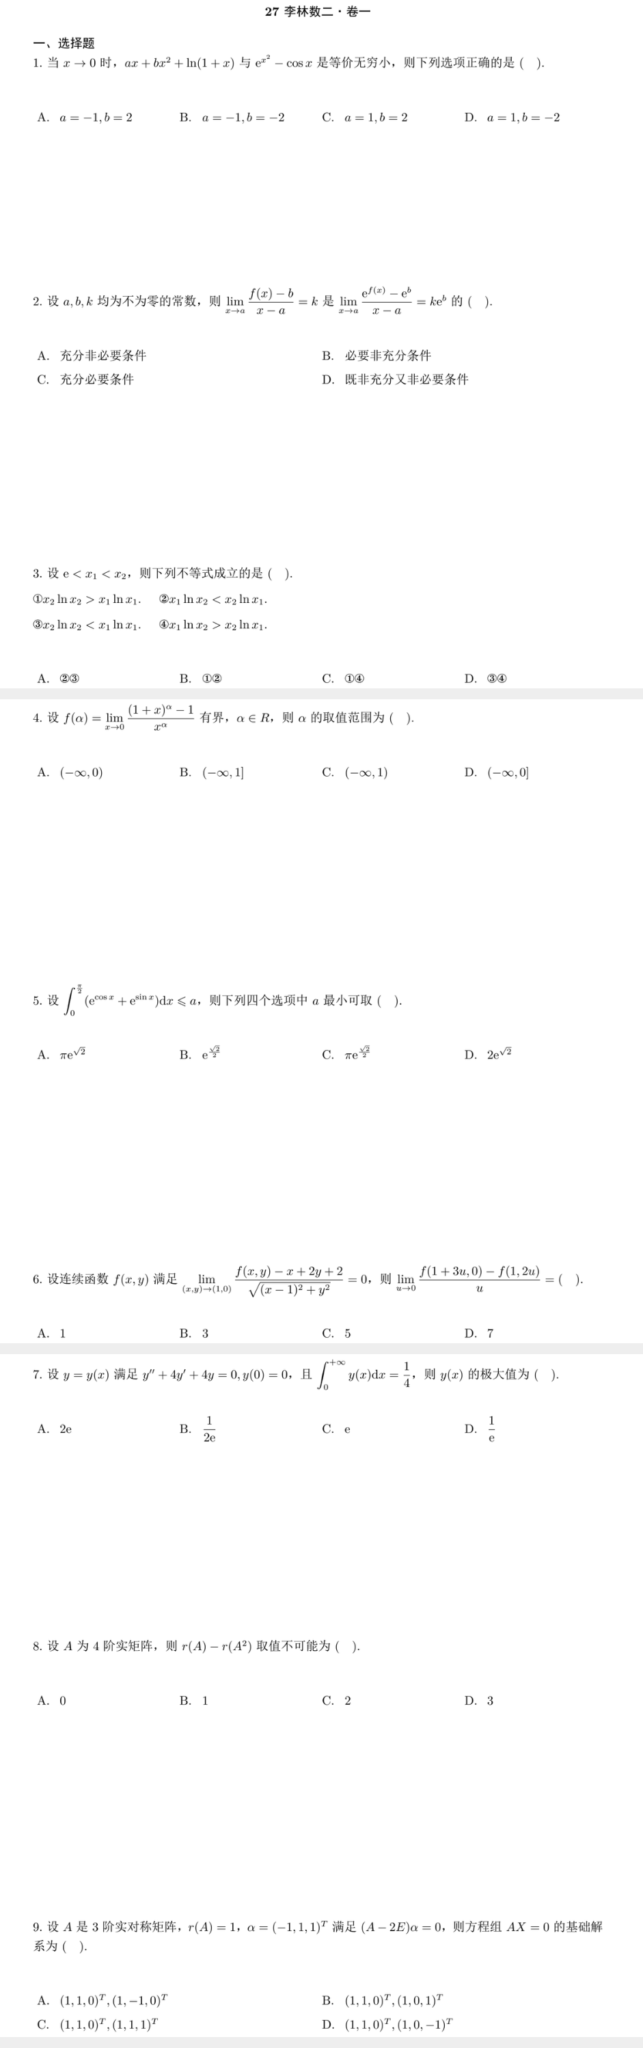 27 李林数二·卷一
一、选择题
1. 当 x → 0 时，ax + bx² + ln(1 + x) 与 e^{x²} − cos x 是等价无穷小，则下列选项正确的是 (　).
A. a = −1, b = 2　B. a = −1, b = −2　C. a = 1, b = 2　D. a = 1, b = −2
2. 设 a, b, k 均为不为零的常数，则 lim_{x→a} \frac{f(x) − b}{x − a} = k 是 lim_{x→a} \frac{e^{f(x)} − e^b}{x − a} = ke^b 的 (　).
A. 充分非必要条件　B. 必要非充分条件
C. 充分必要条件　D. 既非充分又非必要条件
3. 设 e < x₁ < x₂，则下列不等式成立的是 (　).
①x₂ ln x₂ > x₁ ln x₁.　②x₁ ln x₂ < x₂ ln x₁.
③x₂ ln x₂ < x₁ ln x₁.　④x₁ ln x₂ > x₂ ln x₁.
A. ②③　B. ①②　C. ①④　D. ③④
4. 设 f(α) = lim_{x→0} \frac{(1 + x)^α − 1}{x^α} 有界，α ∈ R，则 α 的取值范围为 (　).
A. (−∞, 0)　B. (−∞, 1]　C. (−∞, 1)　D. (−∞, 0]
5. 设 ∫_0^{\frac{π}{2}} (e^{cos x} + e^{sin x})dx ⩽ a，则下列四个选项中 a 最小可取 (　).
A. πe^{√2}　B. e^{\frac{√2}{2}}　C. πe^{\frac{√2}{2}}　D. 2e^{√2}
6. 设连续函数 f(x, y) 满足 lim_{(x,y)→(1,0)} \frac{f(x, y) − x + 2y + 2}{√{(x − 1)² + y²}} = 0，则 lim_{u→0} \frac{f(1 + 3u, 0) − f(1, 2u)}{u} = (　).
A. 1　B. 3　C. 5　D. 7
7. 设 y = y(x) 满足 y″ + 4y′ + 4y = 0, y(0) = 0，且 ∫_0^{+∞} y(x)dx = \frac{1}{4}，则 y(x) 的极大值为 (　).
A. 2e　B. \frac{1}{2e}　C. e　D. \frac{1}{e}
8. 设 A 为 4 阶实矩阵，则 r(A) − r(A²) 取值不可能为 (　).
A. 0　B. 1　C. 2　D. 3
9. 设 A 是 3 阶实对称矩阵，r(A) = 1，α = (−1, 1, 1)^T 满足 (A − 2E)α = 0，则方程组 AX = 0 的基础解
系为 (　).
A. (1, 1, 0)^T, (1, −1, 0)^T　B. (1, 1, 0)^T, (1, 0, 1)^T
C. (1, 1, 0)^T, (1, 1, 1)^T　D. (1, 1, 0)^T, (1, 0, −1)^T